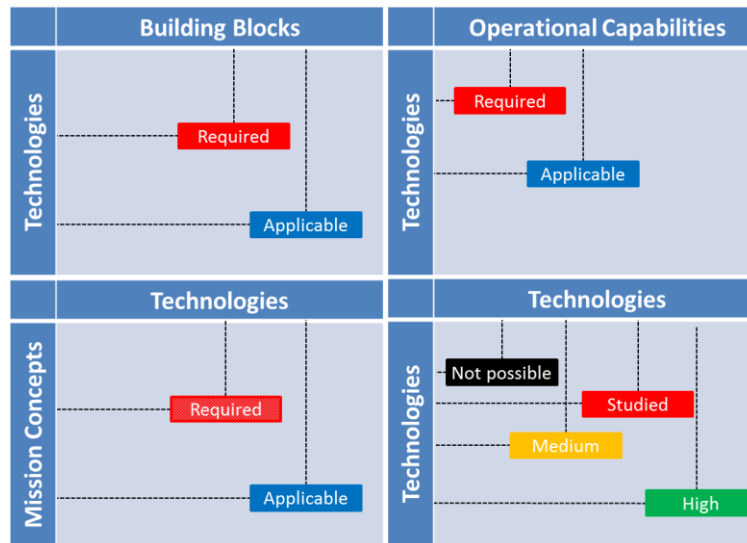 Building Blocks
Technologies
Required
Applicable
Operational Capabilities
Technologies
Required
Applicable
Technologies
Mission Concepts
Required
Applicable
Technologies
Technologies
Not possible
Studied
Medium
High